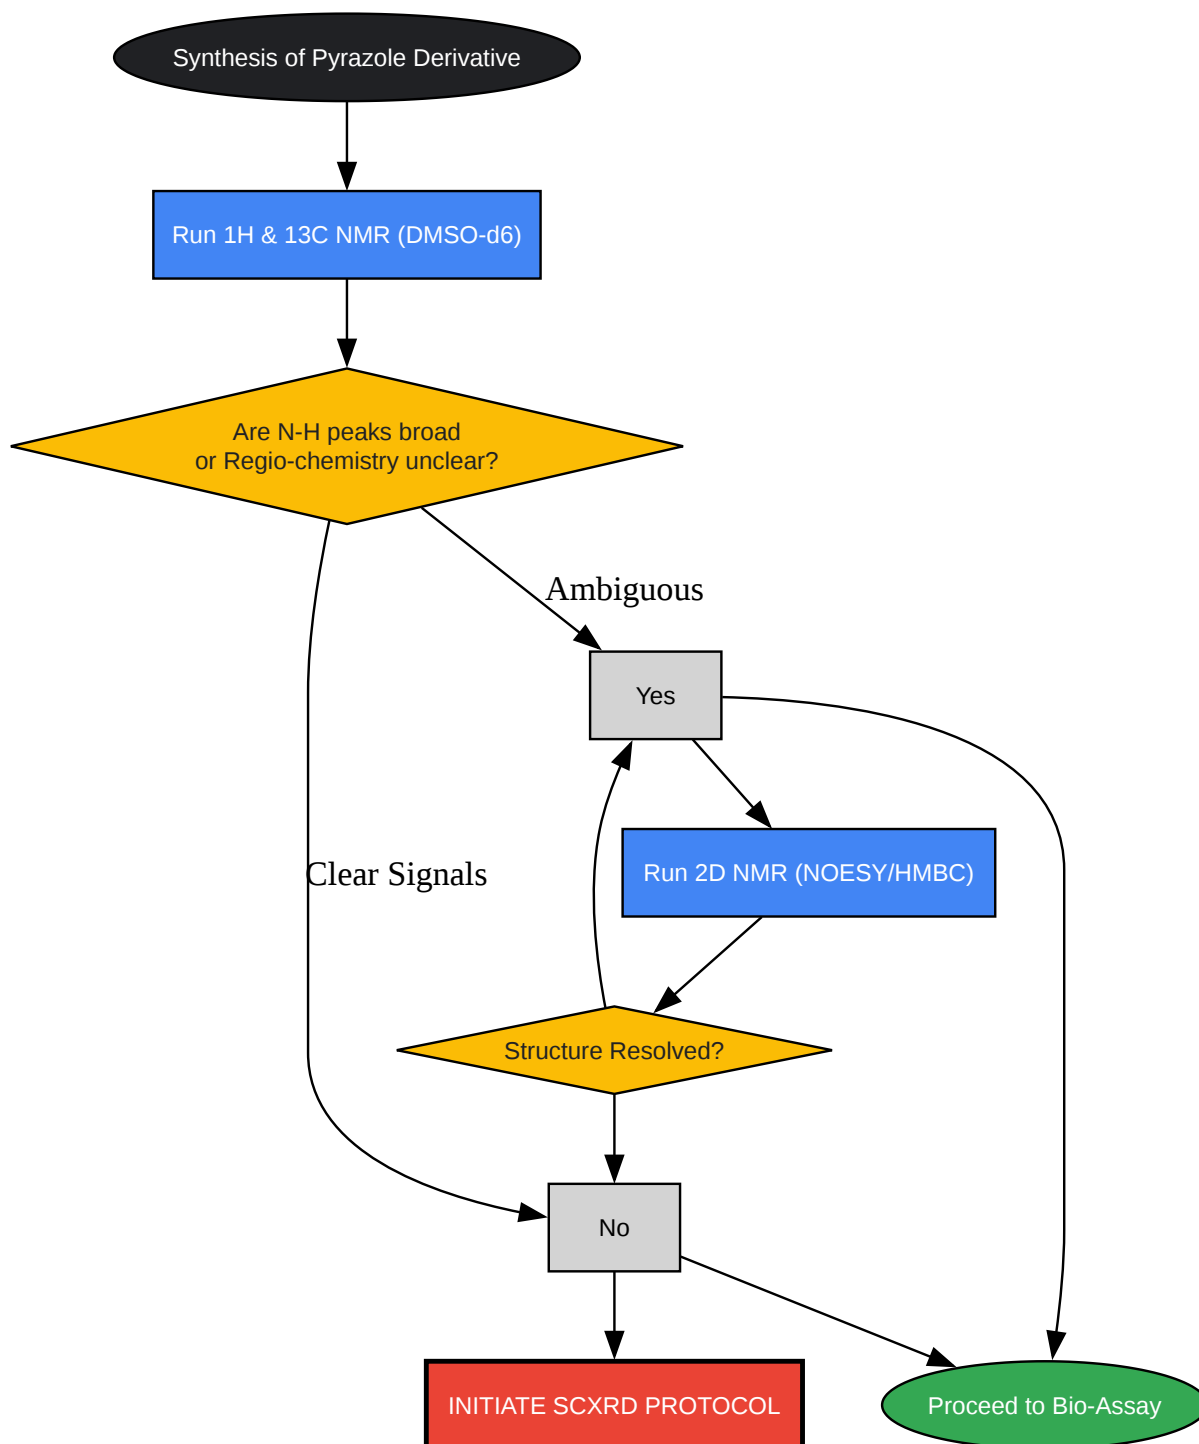 Synthesis of Pyrazole Derivative
Run 1H & 13C NMR (DMSO-d6)
Are N-H peaks broad
or Regio-chemistry unclear?
Ambiguous
Yes
Clear Signals
Run 2D NMR (NOESY/HMBC)
Structure Resolved?
No
INITIATE SCXRD PROTOCOL
Proceed to Bio-Assay